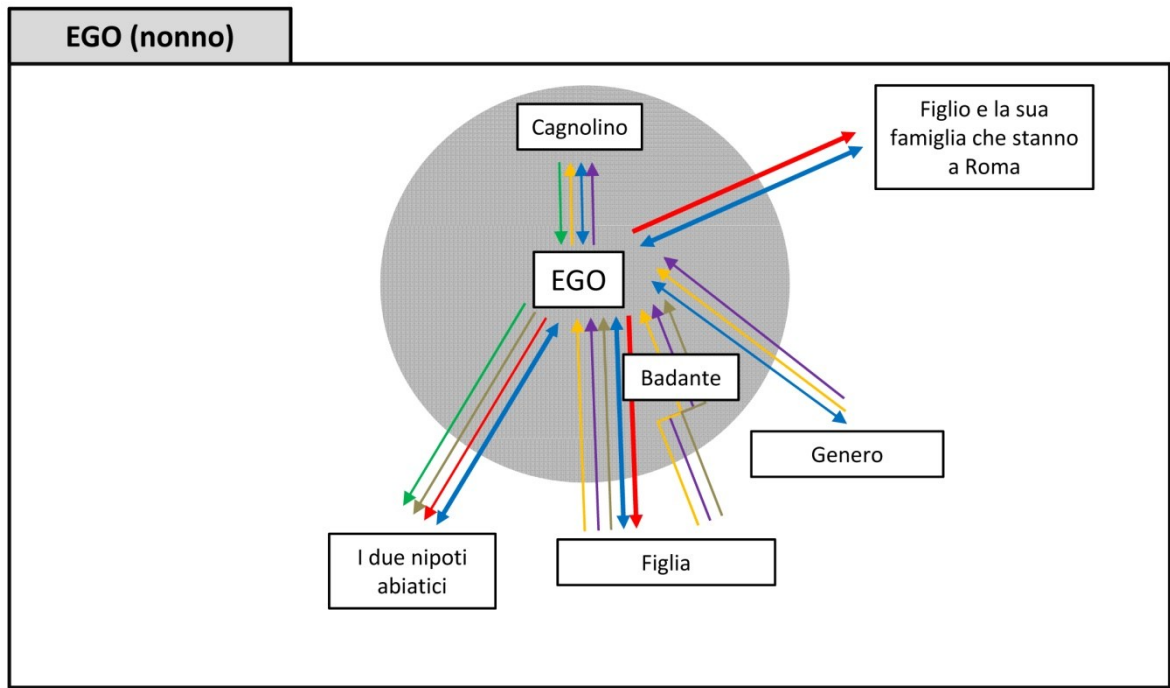 EGO (nonno)
Cagnolino
Figlio e la sua
famiglia che stanno
a Roma
EGO
Badante
Genero
I due nipoti
abiatici
Figlia